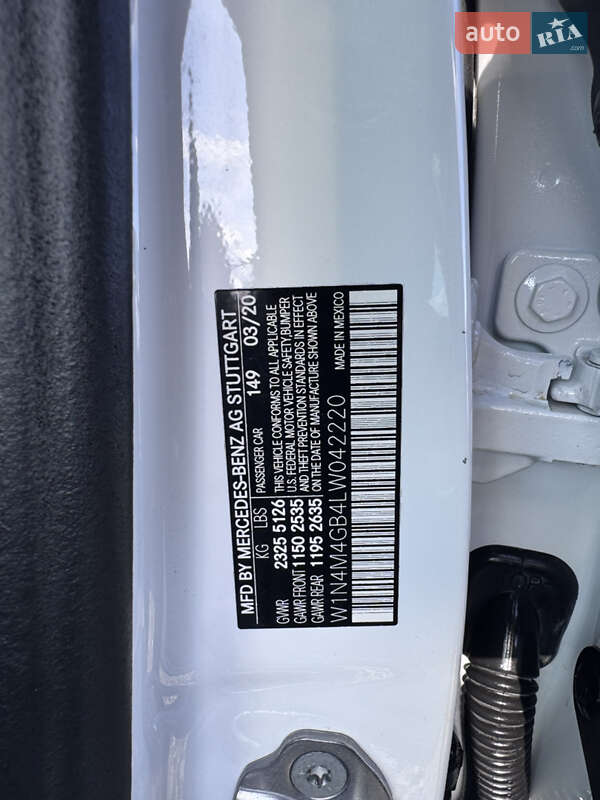 auto RIA .com
MFD BY MERCEDES-BENZ AG STUTTGART
KG LBS PASSENGER CAR 149 03/20
GVWR 2325 5126 THIS VEHICLE CONFORMS TO ALL APPLICABLE
GAWR FRONT 1150 2535 U.S. FEDERAL MOTOR VEHICLE SAFETY,BUMPER
AND THEFT PREVENTION STANDARDS IN EFFECT
GAWR REAR 1195 2635 ON THE DATE OF MANUFACTURE SHOWN ABOVE
W1N4M4GB4LW042220 MADE IN MEXICO